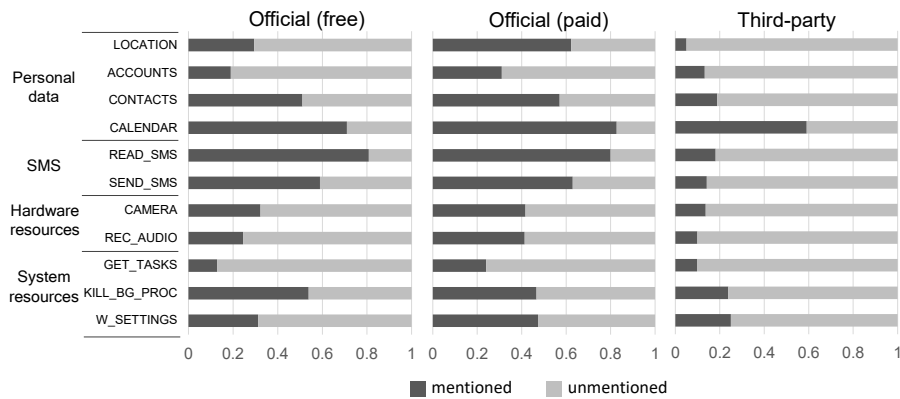 Official (free) Official (paid) Third-party
Personal data
LOCATION
ACCOUNTS
CONTACTS
CALENDAR
SMS
READ_SMS
SEND_SMS
Hardware resources
CAMERA
REC_AUDIO
System resources
GET_TASKS
KILL_BG_PROC
W_SETTINGS
0 0.2 0.4 0.6 0.8 1 0 0.2 0.4 0.6 0.8 1 0 0.2 0.4 0.6 0.8 1
mentioned unmentioned